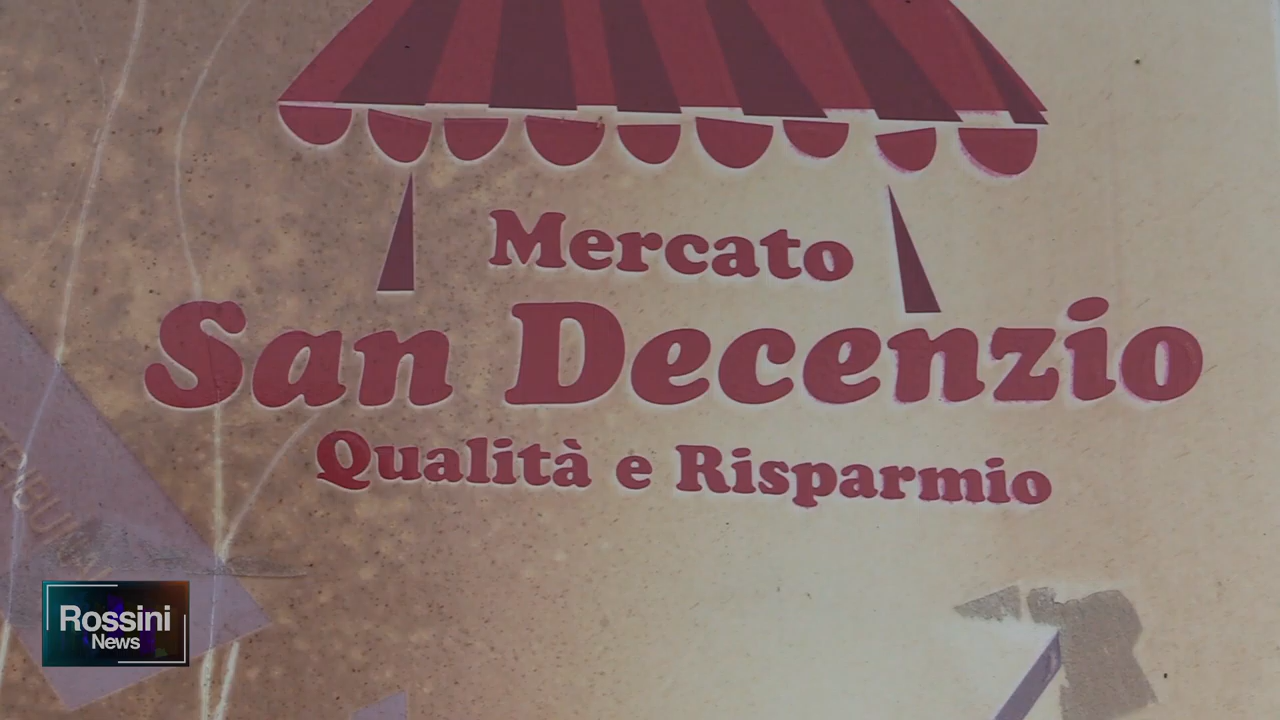 Mercato
San Decenzio
Qualità e Risparmio
Rossini
News